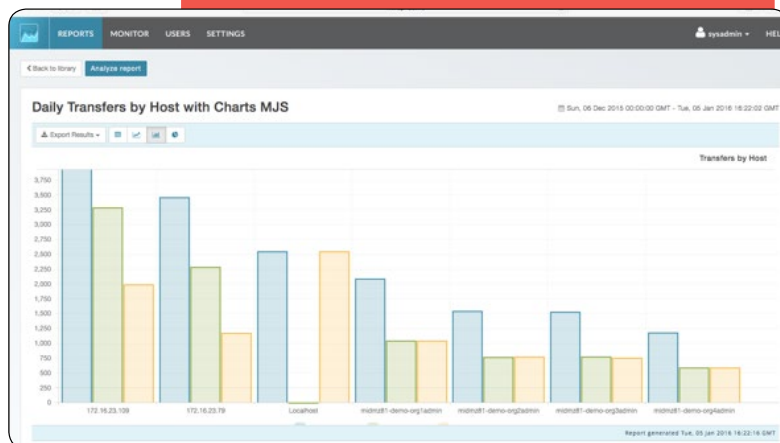 REPORTS MONITOR USERS SETTINGS sysadmin HEL
Back to library Analyze report
Daily Transfers by Host with Charts MJS
Sun, 06 Dec 2015 00:00:00 GMT - Tue, 05 Jan 2016 16:22:02 GMT
Export Results
Transfers by Host
3,750
3,500
3,250
3,000
2,750
2,500
2,250
2,000
1,750
1,500
1,250
1,000
750
500
250
0
172.16.23.109 172.16.23.79 Localhost midmz81-demo-org1admin midmz81-demo-org2admin midmz81-demo-org3admin midmz81-demo-org4admin
Report generated Tue, 05 Jan 2016 16:22:16 GMT